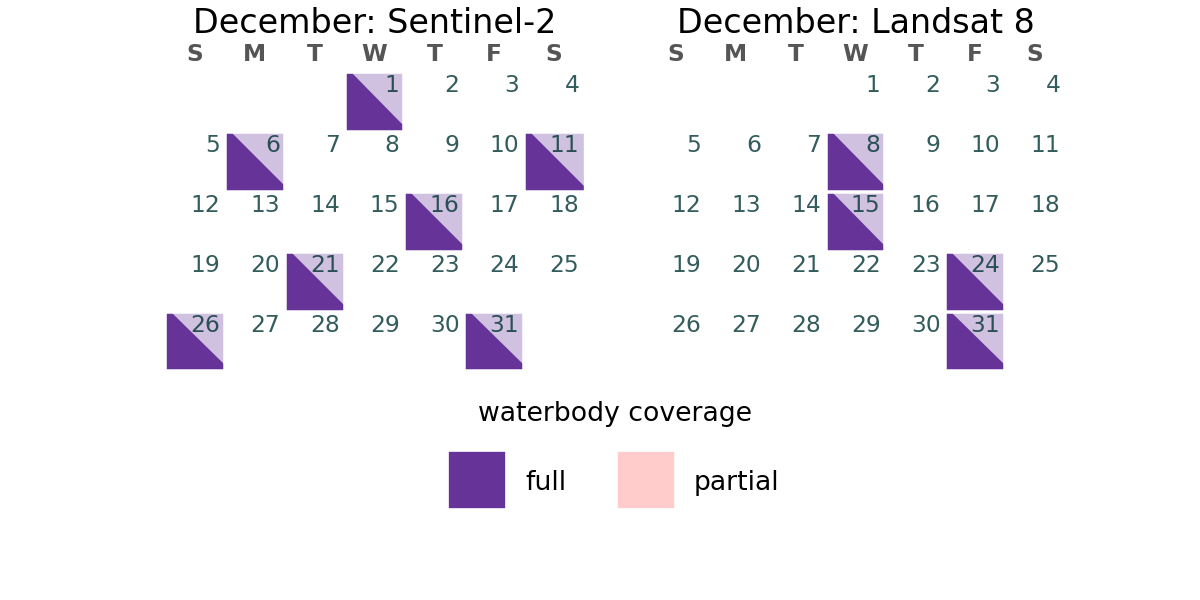 December: Sentinel-2
S M T W T F S
1 2 3 4
5 6 7 8 9 10 11
12 13 14 15 16 17 18
19 20 21 22 23 24 25
26 27 28 29 30 31
December: Landsat 8
S M T W T F S
1 2 3 4
5 6 7 8 9 10 11
12 13 14 15 16 17 18
19 20 21 22 23 24 25
26 27 28 29 30 31
waterbody coverage
full partial